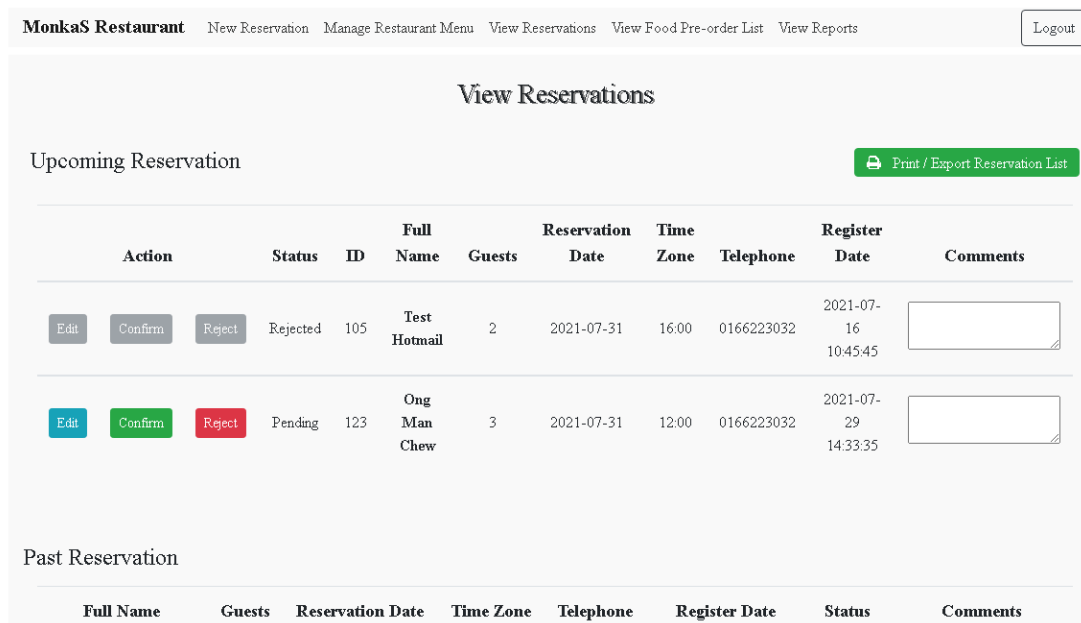 MonkaS Restaurant New Reservation Manage Restaurant Menu View Reservations View Food Pre-order List View Reports Logout
View Reservations
Upcoming Reservation
Print / Export Reservation List
Action Status ID Full Name Guests Reservation Date Time Zone Telephone Register Date Comments
Edit Confirm Reject Rejected 105 Test Hotmail 2 2021-07-31 16:00 0166223032 2021-07-16 10:45:45
Edit Confirm Reject Pending 123 Ong Man Chew 3 2021-07-31 12:00 0166223032 2021-07-29 14:33:35
Past Reservation
Full Name Guests Reservation Date Time Zone Telephone Register Date Status Comments